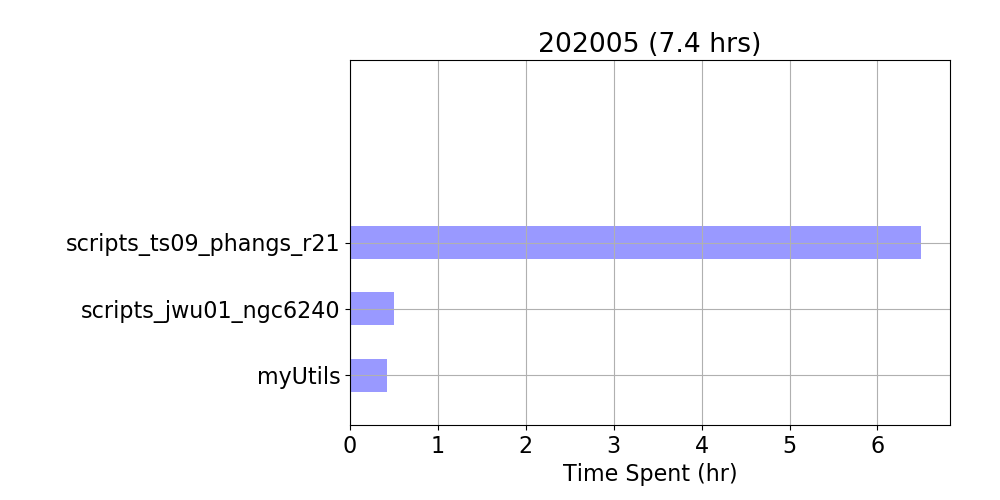 202005 (7.4 hrs)
scripts_ts09_phangs_r21
scripts_jwu01_ngc6240
myUtils
0 1 2 3 4 5 6
Time Spent (hr)